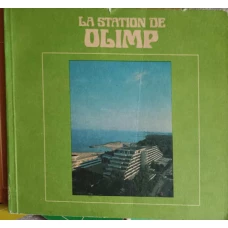 LA STATION DE
OLIMP